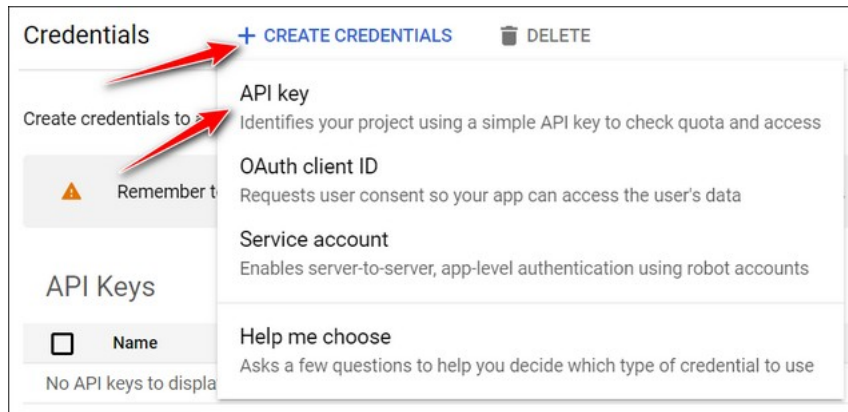 Credentials
+ CREATE CREDENTIALS
DELETE
API key
Identifies your project using a simple API key to check quota and access
Create credentials to
OAuth client ID
Requests user consent so your app can access the user's data
Remember
Service account
Enables server-to-server, app-level authentication using robot accounts
API Keys
Name
Help me choose
Asks a few questions to help you decide which type of credential to use
No API keys to